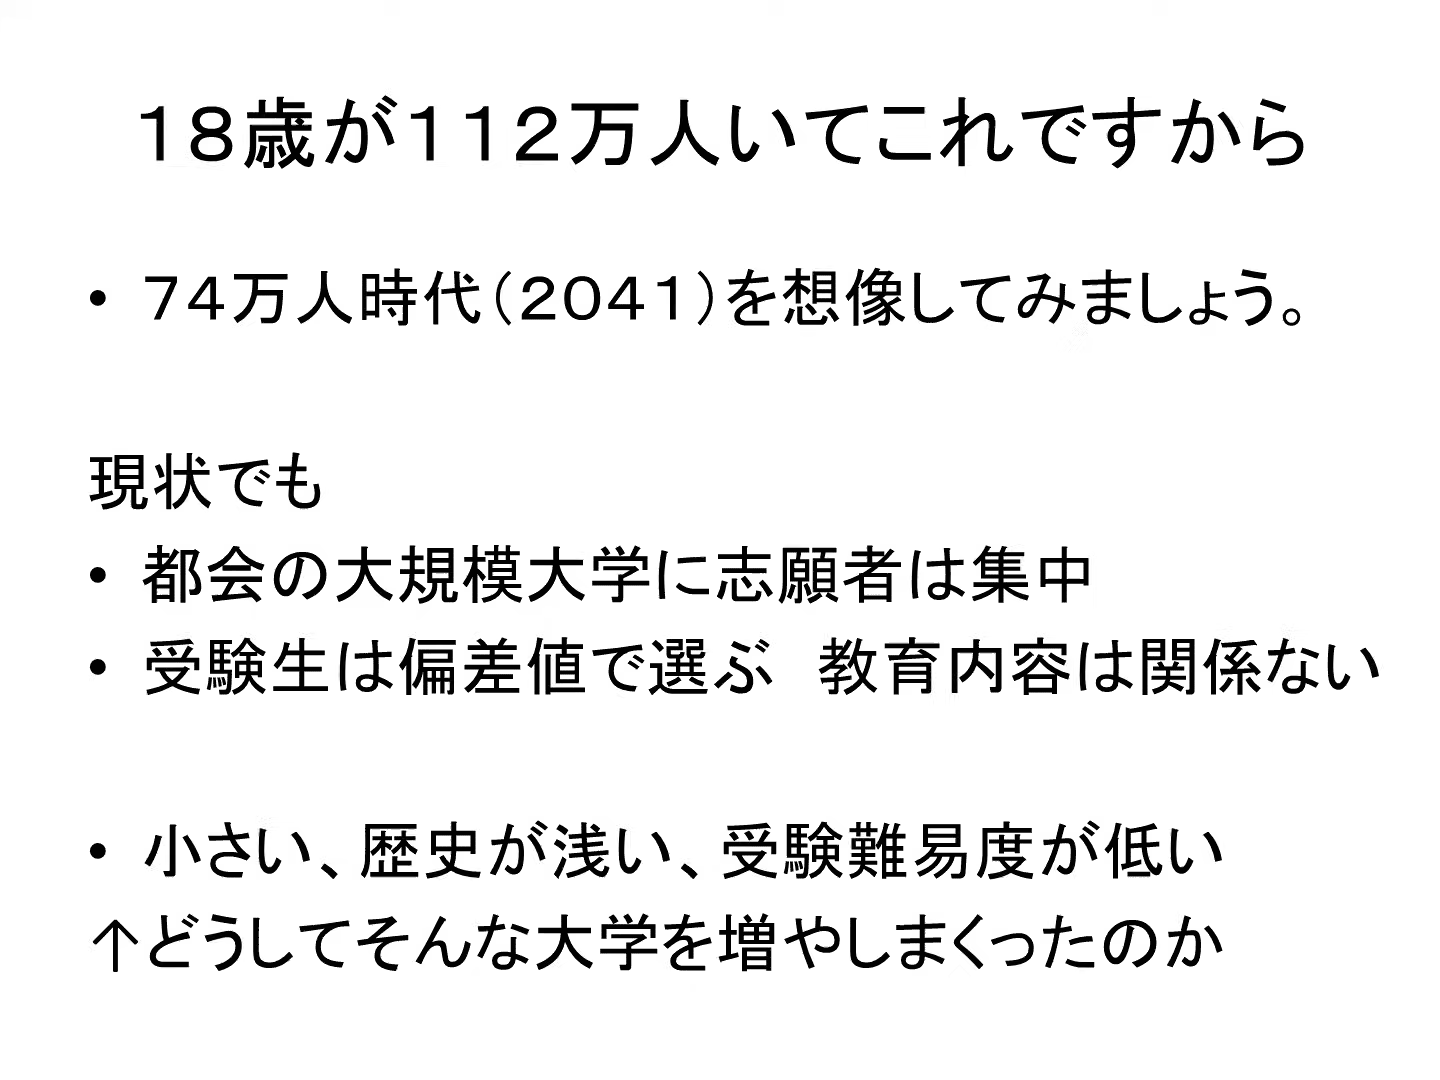 １８歳が１１２万人いてこれですから
• ７４万人時代（２０４１）を想像してみましょう。
現状でも
• 都会の大規模大学に志願者は集中
• 受験生は偏差値で選ぶ　教育内容は関係ない
• 小さい、歴史が浅い、受験難易度が低い
↑どうしてそんな大学を増やしまくったのか